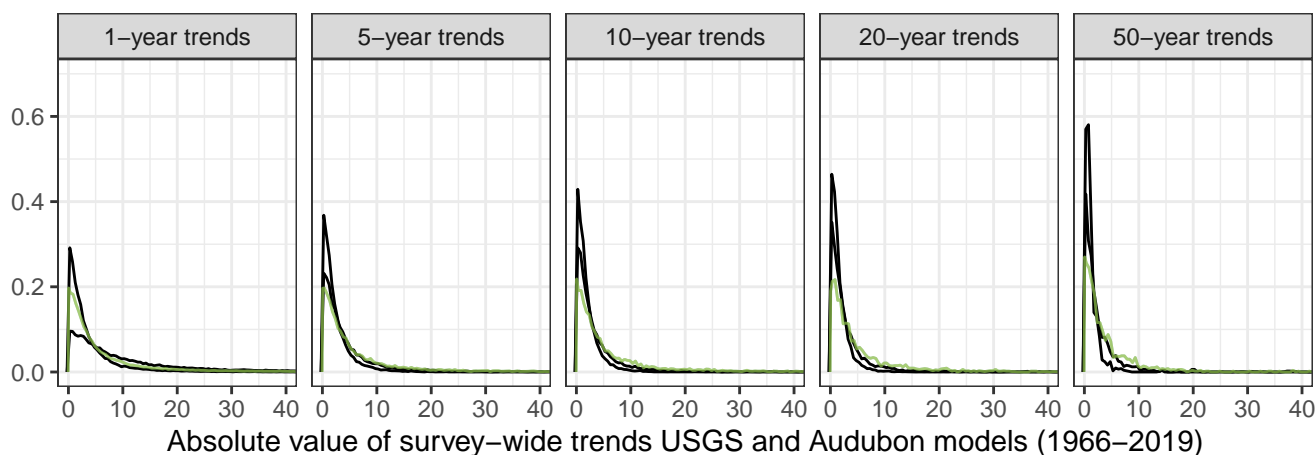 1−year trends 5−year trends 10−year trends 20−year trends 50−year trends
0.6
0.4
0.2
0.0
0 10 20 30 40 0 10 20 30 40 0 10 20 30 40 0 10 20 30 40 0 10 20 30 40
Absolute value of survey−wide trends USGS and Audubon models (1966−2019)